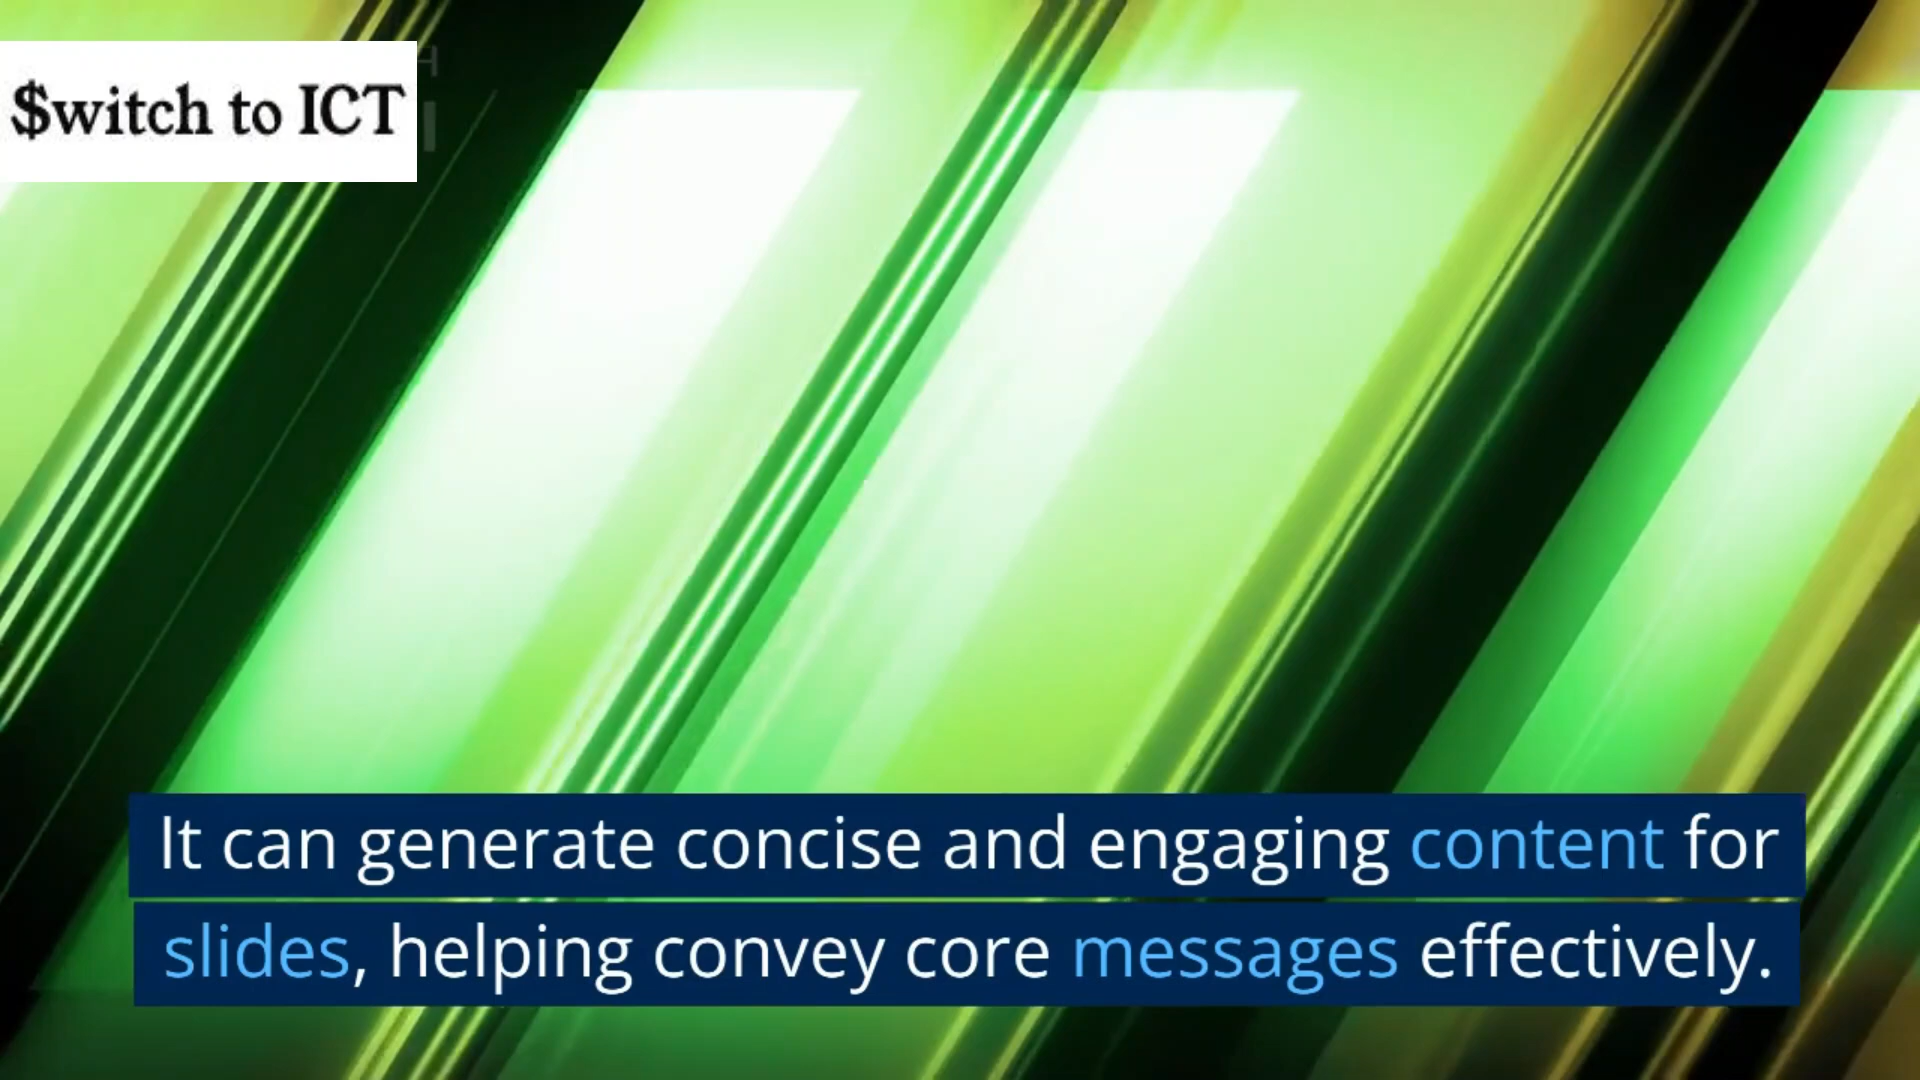 $witch to ICT
It can generate concise and engaging content for
slides, helping convey core messages effectively.